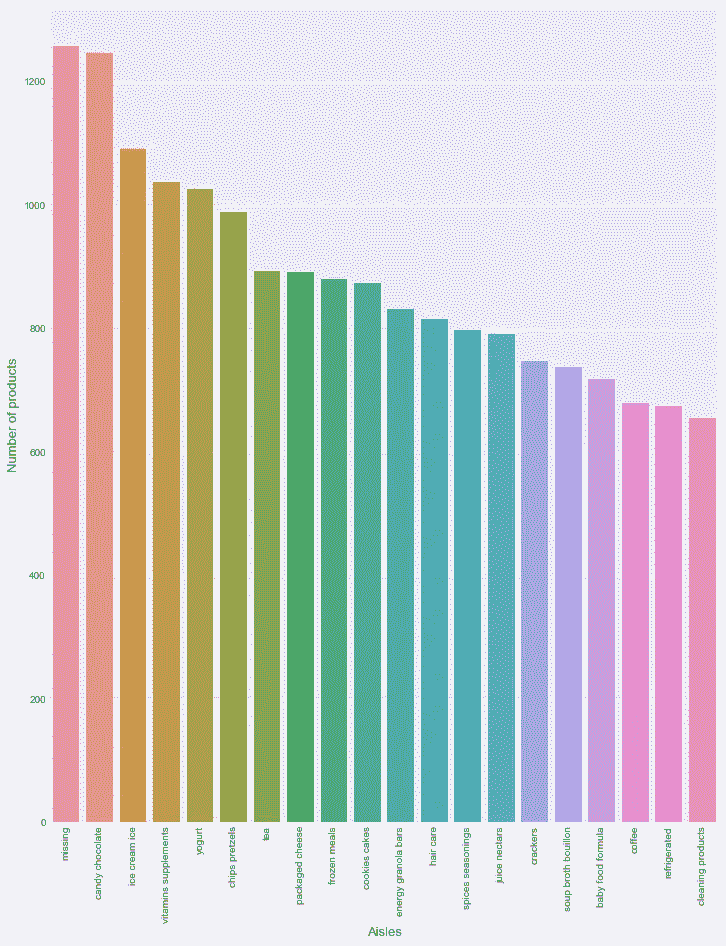 1200
1000
800
600
400
200
0
Number of products
missing
candy chocolate
ice cream ice
vitamins supplements
yogurt
chips pretzels
tea
packaged cheese
frozen meals
cookies cakes
energy granola bars
hair care
spices seasonings
juice nectars
crackers
soup broth bouillon
baby food formula
coffee
refrigerated
cleaning products
Aisles